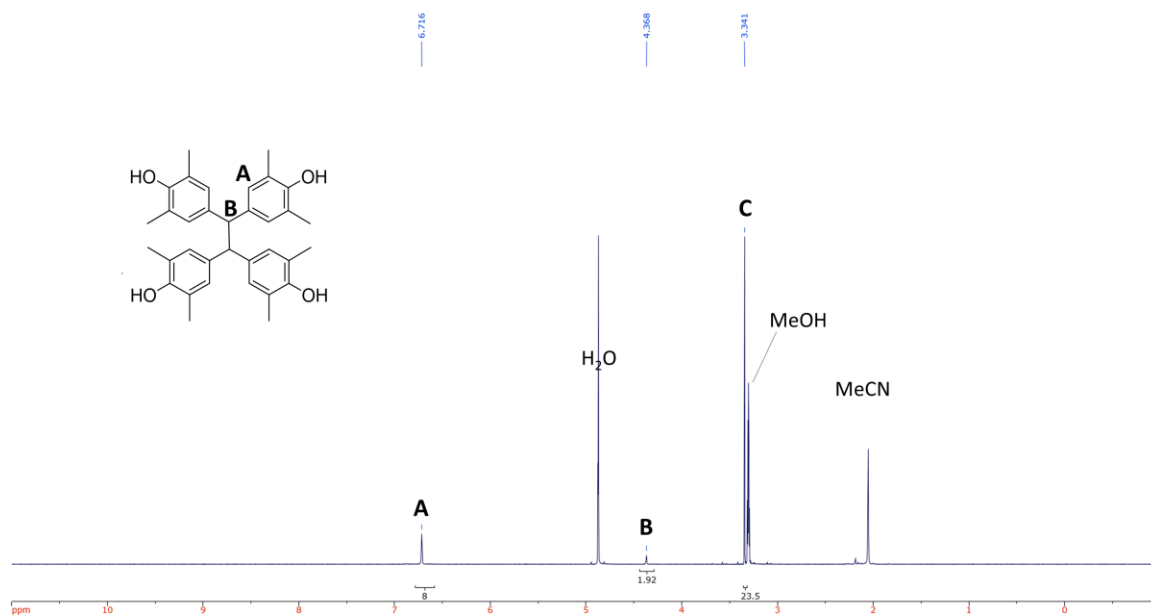 6.716
4.368
3.341
HO
A
OH
B
C
HO
OH
MeOH
H₂O
MeCN
A
B
8
1.92
23.5
ppm 10 9 8 7 6 5 4 3 2 1 0